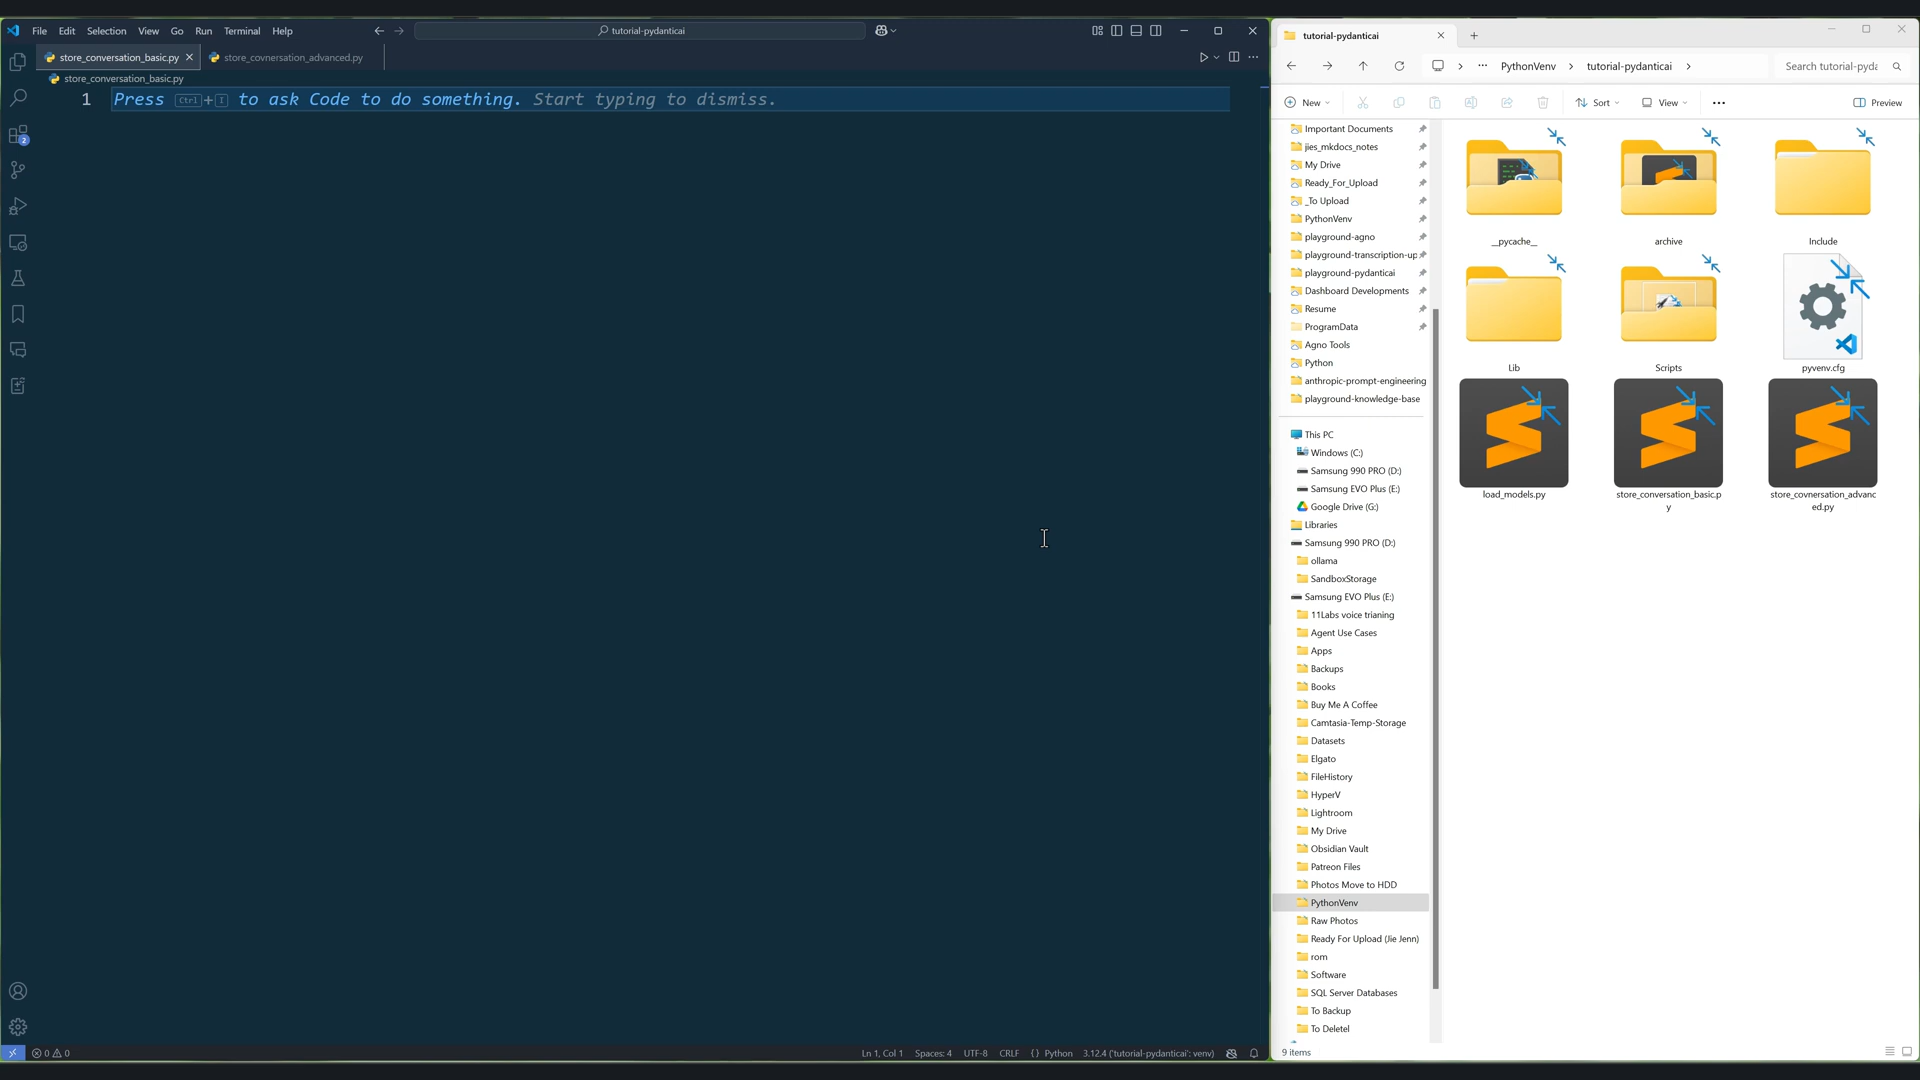 File Edit Selection View Go Run Terminal Help
tutorial-pydanticai
store_conversation_basic.py
store_covnersation_advanced.py
store_conversation_basic.py
1
Press Ctrl+I to ask Code to do something. Start typing to dismiss.
2
0 0
Ln 1, Col 1
Spaces: 4
UTF-8
CRLF
{} Python
3.12.4 ('tutorial-pydanticai': venv)
tutorial-pydanticai
PythonVenv
tutorial-pydanticai
Search tutorial-pyda
New
Sort
View
Preview
Important Documents
jies_mkdocs_notes
My Drive
Ready_For_Upload
_To Upload
PythonVenv
playground-agno
playground-transcription-up
playground-pydanticai
Dashboard Developments
Resume
ProgramData
Agno Tools
Python
anthropic-prompt-engineering
playground-knowledge-base
This PC
Windows (C:)
Samsung 990 PRO (D:)
Samsung EVO Plus (E:)
Google Drive (G:)
Libraries
Samsung 990 PRO (D:)
ollama
SandboxStorage
Samsung EVO Plus (E:)
11Labs voice trianing
Agent Use Cases
Apps
Backups
Books
Buy Me A Coffee
Camtasia-Temp-Storage
Datasets
Elgato
FileHistory
HyperV
Lightroom
My Drive
Obsidian Vault
Patreon Files
Photos Move to HDD
PythonVenv
Raw Photos
Ready For Upload (Jie Jenn)
rom
Software
SQL Server Databases
To Backup
To Deletel
__pycache__
archive
Include
Lib
Scripts
pyvenv.cfg
load_models.py
store_conversation_basic.p
y
store_covnersation_advanc
ed.py
9 items